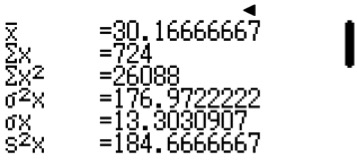 x̄ =30.16666667
Σx =724
Σx² =26088
σ²x =176.9722222
σx =13.3030907
s²x =184.6666667